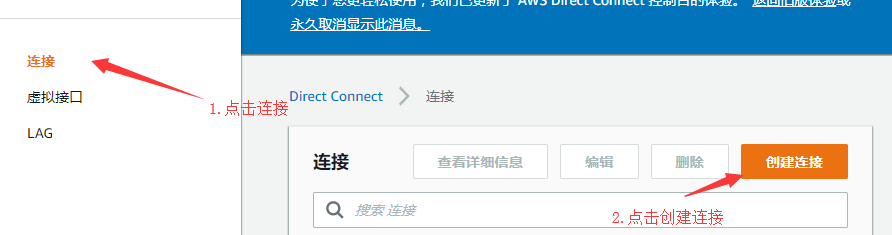 为使了您更轻松使用，我们已更新了 AWS Direct Connect 控制台的体验。 返回旧版体验或
永久取消显示此消息。
连接
虚拟接口
LAG
1.点击连接
Direct Connect
连接
连接
查看详细信息
编辑
删除
创建连接
搜索 连接
2.点击创建连接